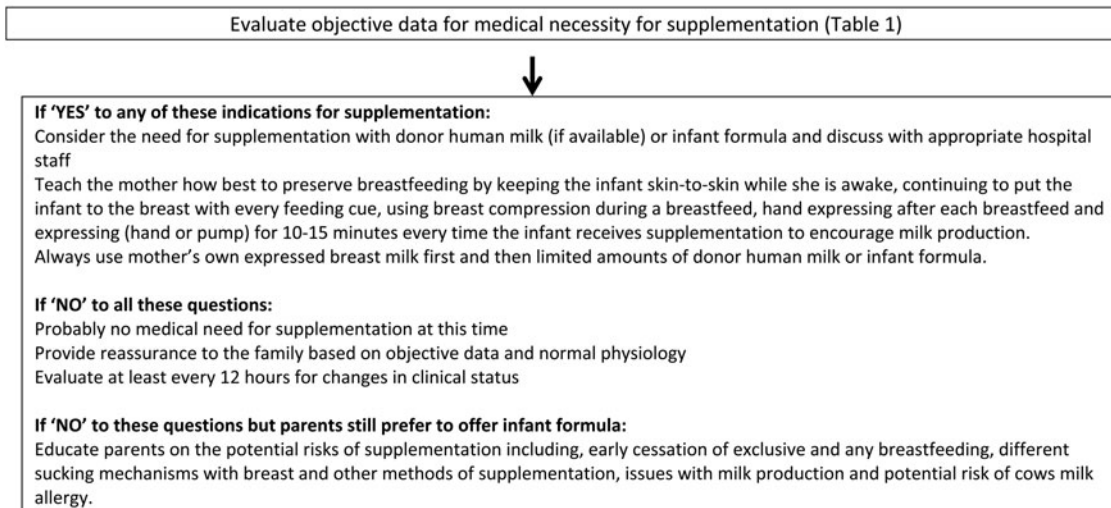 Evaluate objective data for medical necessity for supplementation (Table 1)
If ‘YES’ to any of these indications for supplementation:
Consider the need for supplementation with donor human milk (if available) or infant formula and discuss with appropriate hospital
staff
Teach the mother how best to preserve breastfeeding by keeping the infant skin-to-skin while she is awake, continuing to put the
infant to the breast with every feeding cue, using breast compression during a breastfeed, hand expressing after each breastfeed and
expressing (hand or pump) for 10-15 minutes every time the infant receives supplementation to encourage milk production.
Always use mother’s own expressed breast milk first and then limited amounts of donor human milk or infant formula.
If ‘NO’ to all these questions:
Probably no medical need for supplementation at this time
Provide reassurance to the family based on objective data and normal physiology
Evaluate at least every 12 hours for changes in clinical status
If ‘NO’ to these questions but parents still prefer to offer infant formula:
Educate parents on the potential risks of supplementation including, early cessation of exclusive and any breastfeeding, different
sucking mechanisms with breast and other methods of supplementation, issues with milk production and potential risk of cows milk
allergy.